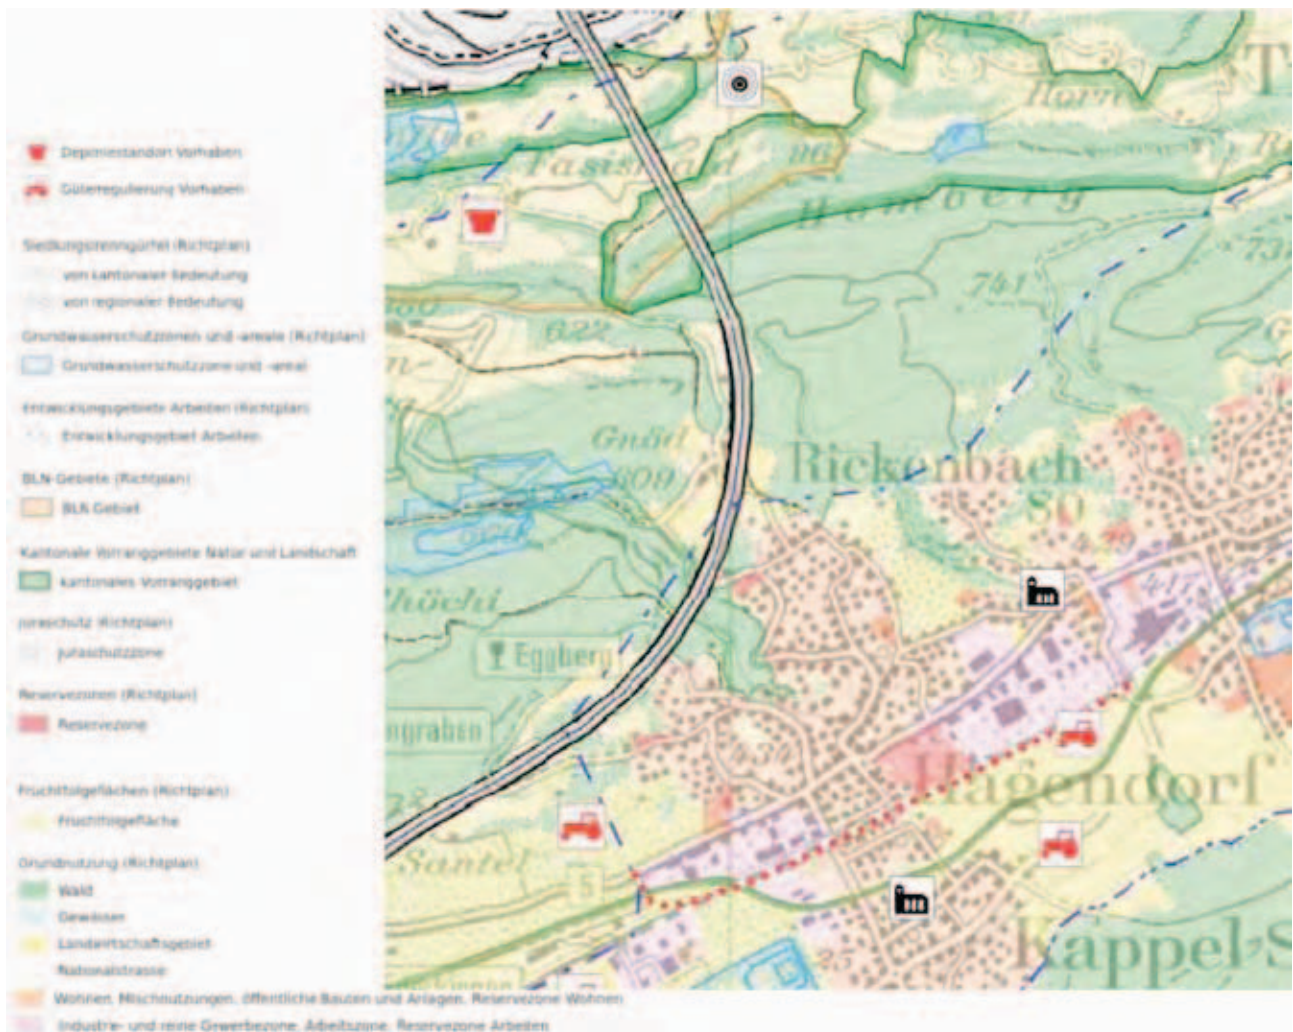 Deponiestandort Vorhaben
Güterregulierung Vorhaben
Siedlungstrenngürtel (Richtplan)
von kantonaler Bedeutung
von regionaler Bedeutung
Grundwasserschutzzonen und -areale (Richtplan)
Grundwasserschutzzone und -areal
Entwicklungsgebiete Arbeiten (Richtplan)
Entwicklungsgebiet Arbeiten
BLN-Gebiete (Richtplan)
BLN Gebiet
Kantonale Vorranggebiete Natur und Landschaft
kantonales Vorranggebiet
Juraschutz (Richtplan)
Juraschutzzone
Reservezonen (Richtplan)
Reservezone
Fruchtfolgeflächen (Richtplan)
Fruchtfolgefläche
Grundnutzung (Richtplan)
Wald
Gewässer
Landwirtschaftsgebiet
Nationalstrasse
Wohnen, Mischnutzungen, öffentliche Bauten und Anlagen, Reservezone Wohnen
Industrie- und reine Gewerbezone, Arbeitszone, Reservezone Arbeiten
Horn
Homberg
741
622
Gnöd
609
Rickenbach
SO
417
Eggberg
430
Hägendorf
Santel
5
Kappel S